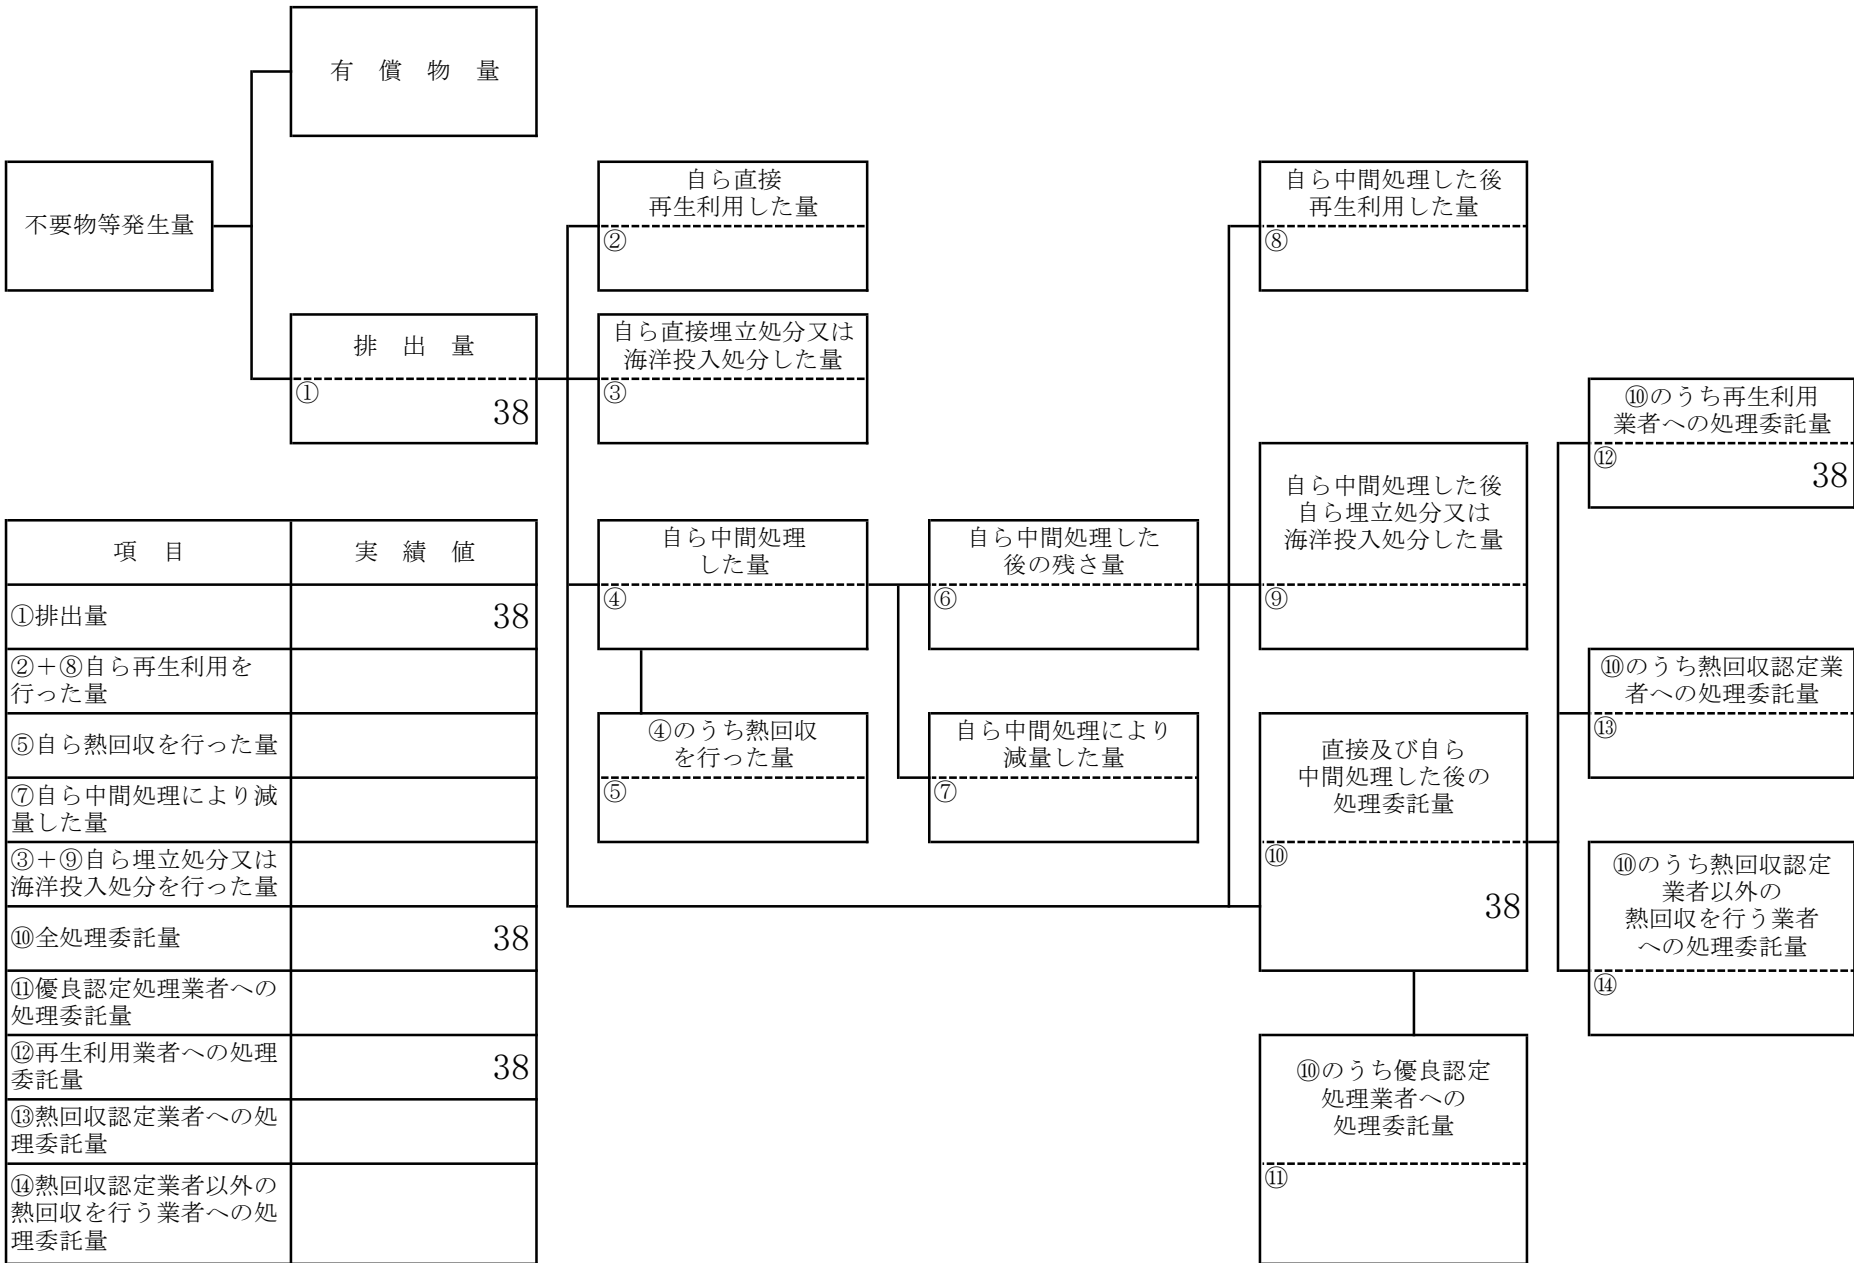 有 償 物 量
不要物等発生量
排 出 量
①
38
自ら直接
再生利用した量
②
自ら直接埋立処分又は
海洋投入処分した量
③
自ら中間処理
した量
④
④のうち熱回収
を行った量
⑤
自ら中間処理した
後の残さ量
⑥
自ら中間処理により
減量した量
⑦
自ら中間処理した後
再生利用した量
⑧
自ら中間処理した後
自ら埋立処分又は
海洋投入処分した量
⑨
直接及び自ら
中間処理した後の
処理委託量
⑩
38
⑩のうち優良認定
処理業者への
処理委託量
⑪
⑩のうち再生利用
業者への処理委託量
⑫
38
⑩のうち熱回収認定業
者への処理委託量
⑬
⑩のうち熱回収認定
業者以外の
熱回収を行う業者
への処理委託量
⑭
項 目 実 績 値
①排出量 38
②＋⑧自ら再生利用を
行った量
⑤自ら熱回収を行った量
⑦自ら中間処理により減
量した量
③＋⑨自ら埋立処分又は
海洋投入処分を行った量
⑩全処理委託量 38
⑪優良認定処理業者への
処理委託量
⑫再生利用業者への処理
委託量 38
⑬熱回収認定業者への処
理委託量
⑭熱回収認定業者以外の
熱回収を行う業者への処
理委託量